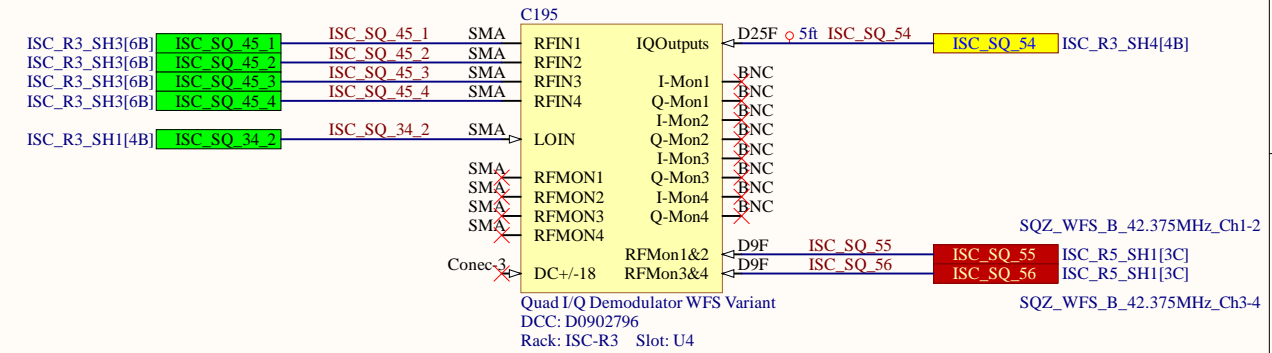 C195
ISC_R3_SH3[6B] ISC_SQ_45_1 ISC_SQ_45_1 SMA RFIN1 IQOutputs D25F 5ft ISC_SQ_54 ISC_SQ_54 ISC_R3_SH4[4B]
ISC_R3_SH3[6B] ISC_SQ_45_2 ISC_SQ_45_2 SMA RFIN2
ISC_R3_SH3[6B] ISC_SQ_45_3 ISC_SQ_45_3 SMA RFIN3 I-Mon1 BNC
ISC_R3_SH3[6B] ISC_SQ_45_4 ISC_SQ_45_4 SMA RFIN4 Q-Mon1 BNC
I-Mon2 BNC
ISC_R3_SH1[4B] ISC_SQ_34_2 ISC_SQ_34_2 SMA LOIN Q-Mon2 BNC
I-Mon3 BNC
SMA RFMON1 Q-Mon3 BNC
SMA RFMON2 I-Mon4 BNC
SMA RFMON3 Q-Mon4 BNC
SMA RFMON4
SQZ_WFS_B_42.375MHz_Ch1-2
RFMon1&2 D9F ISC_SQ_55 ISC_SQ_55 ISC_R5_SH1[3C]
Conec-3 DC+/-18 RFMon3&4 D9F ISC_SQ_56 ISC_SQ_56 ISC_R5_SH1[3C]
Quad I/Q Demodulator WFS Variant
SQZ_WFS_B_42.375MHz_Ch3-4
DCC: D0902796
Rack: ISC-R3 Slot: U4